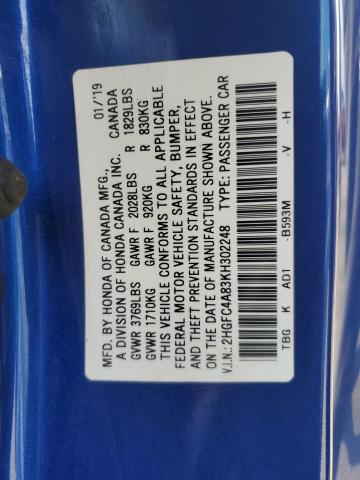 MFD. BY HONDA OF CANADA MFG., 01/'19
A DIVISION OF HONDA CANADA INC. CANADA
GVWR 3769LBS GAWR F 2028LBS R 1829LBS
GVWR 1710KG GAWR F 920KG R 830KG
THIS VEHICLE CONFORMS TO ALL APPLICABLE
FEDERAL MOTOR VEHICLE SAFETY, BUMPER,
AND THEFT PREVENTION STANDARDS IN EFFECT
ON THE DATE OF MANUFACTURE SHOWN ABOVE.
V.I.N.: 2HGFC4A83KH302248 TYPE: PASSENGER CAR
TBG K AD1 -B593M -V -H